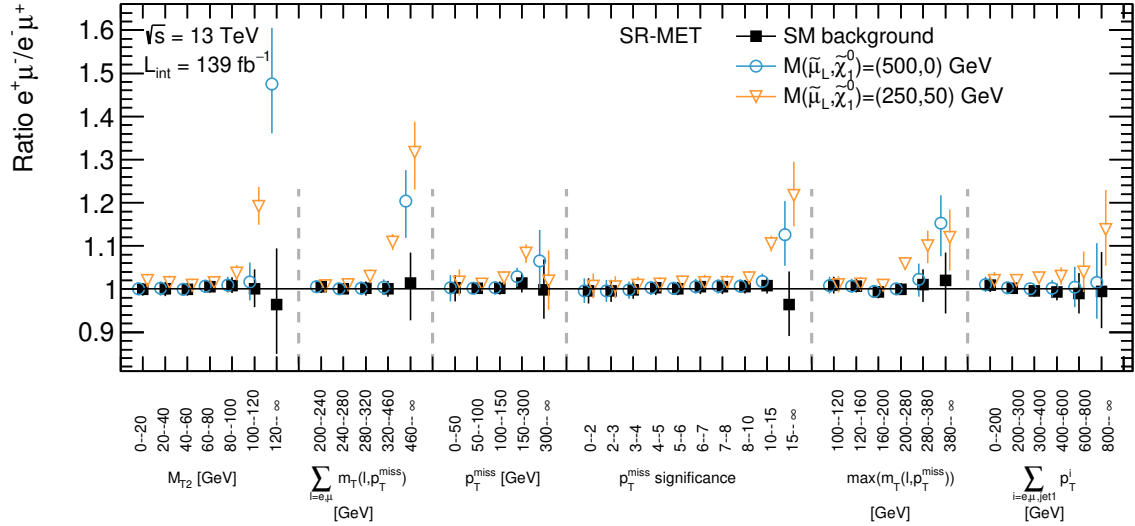 Ratio e⁺μ⁻/e⁻μ⁺
√s = 13 TeV
L_int = 139 fb⁻¹
SR-MET
SM background
M(μ̃_L,χ̃₁⁰)=(500,0) GeV
M(μ̃_L,χ̃₁⁰)=(250,50) GeV
1.6
1.5
1.4
1.3
1.2
1.1
1
0.9
0--20
20--40
40--60
60--80
80--100
100--120
120-- ∞
200--240
240--280
280--320
320--460
460-- ∞
0--50
50--100
100--150
150--300
300-- ∞
0--2
2--3
3--4
4--5
5--6
6--7
7--8
8--10
10--15
15-- ∞
100--120
120--160
160--200
200--280
280--380
380-- ∞
0--200
200--300
300--400
400--600
600--800
800-- ∞
M_T2 [GeV]
∑_{l=e,μ} m_T(l,p_T^miss)
[GeV]
p_T^miss [GeV]
p_T^miss significance
max(m_T(l,p_T^miss))
[GeV]
∑_{i=e,μ,jet1} p_T^i
[GeV]